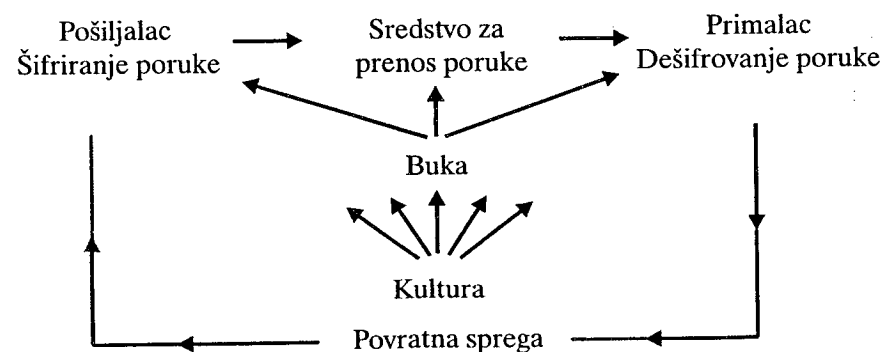 Pošiljalac
Šifriranje poruke
Sredstvo za
prenos poruke
Primalac
Dešifrovanje poruke
Buka
Kultura
Povratna sprega